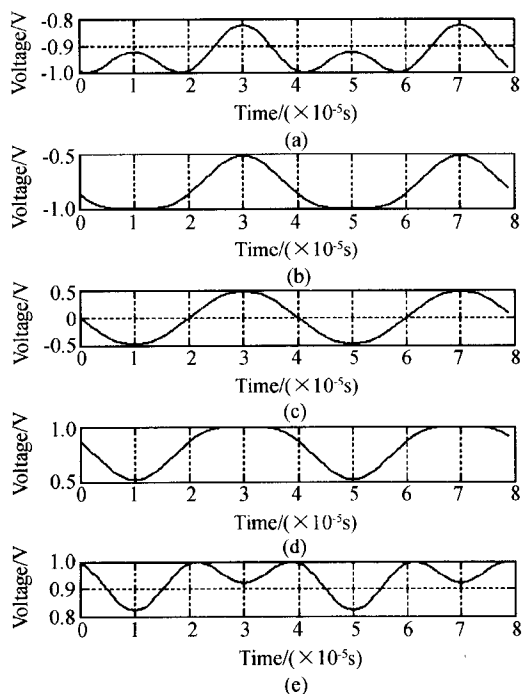 Voltage/V
-0.8
-0.9
-1.0
0 1 2 3 4 5 6 7 8
Time/(×10⁻⁵s)
(a)
Voltage/V
-0.5
-1.0
0 1 2 3 4 5 6 7 8
Time/(×10⁻⁵s)
(b)
Voltage/V
0.5
0
-0.5
0 1 2 3 4 5 6 7 8
Time/(×10⁻⁵s)
(c)
Voltage/V
1.0
0.5
0 1 2 3 4 5 6 7 8
Time/(×10⁻⁵s)
(d)
Voltage/V
1.0
0.9
0.8
0 1 2 3 4 5 6 7 8
Time/(×10⁻⁵s)
(e)